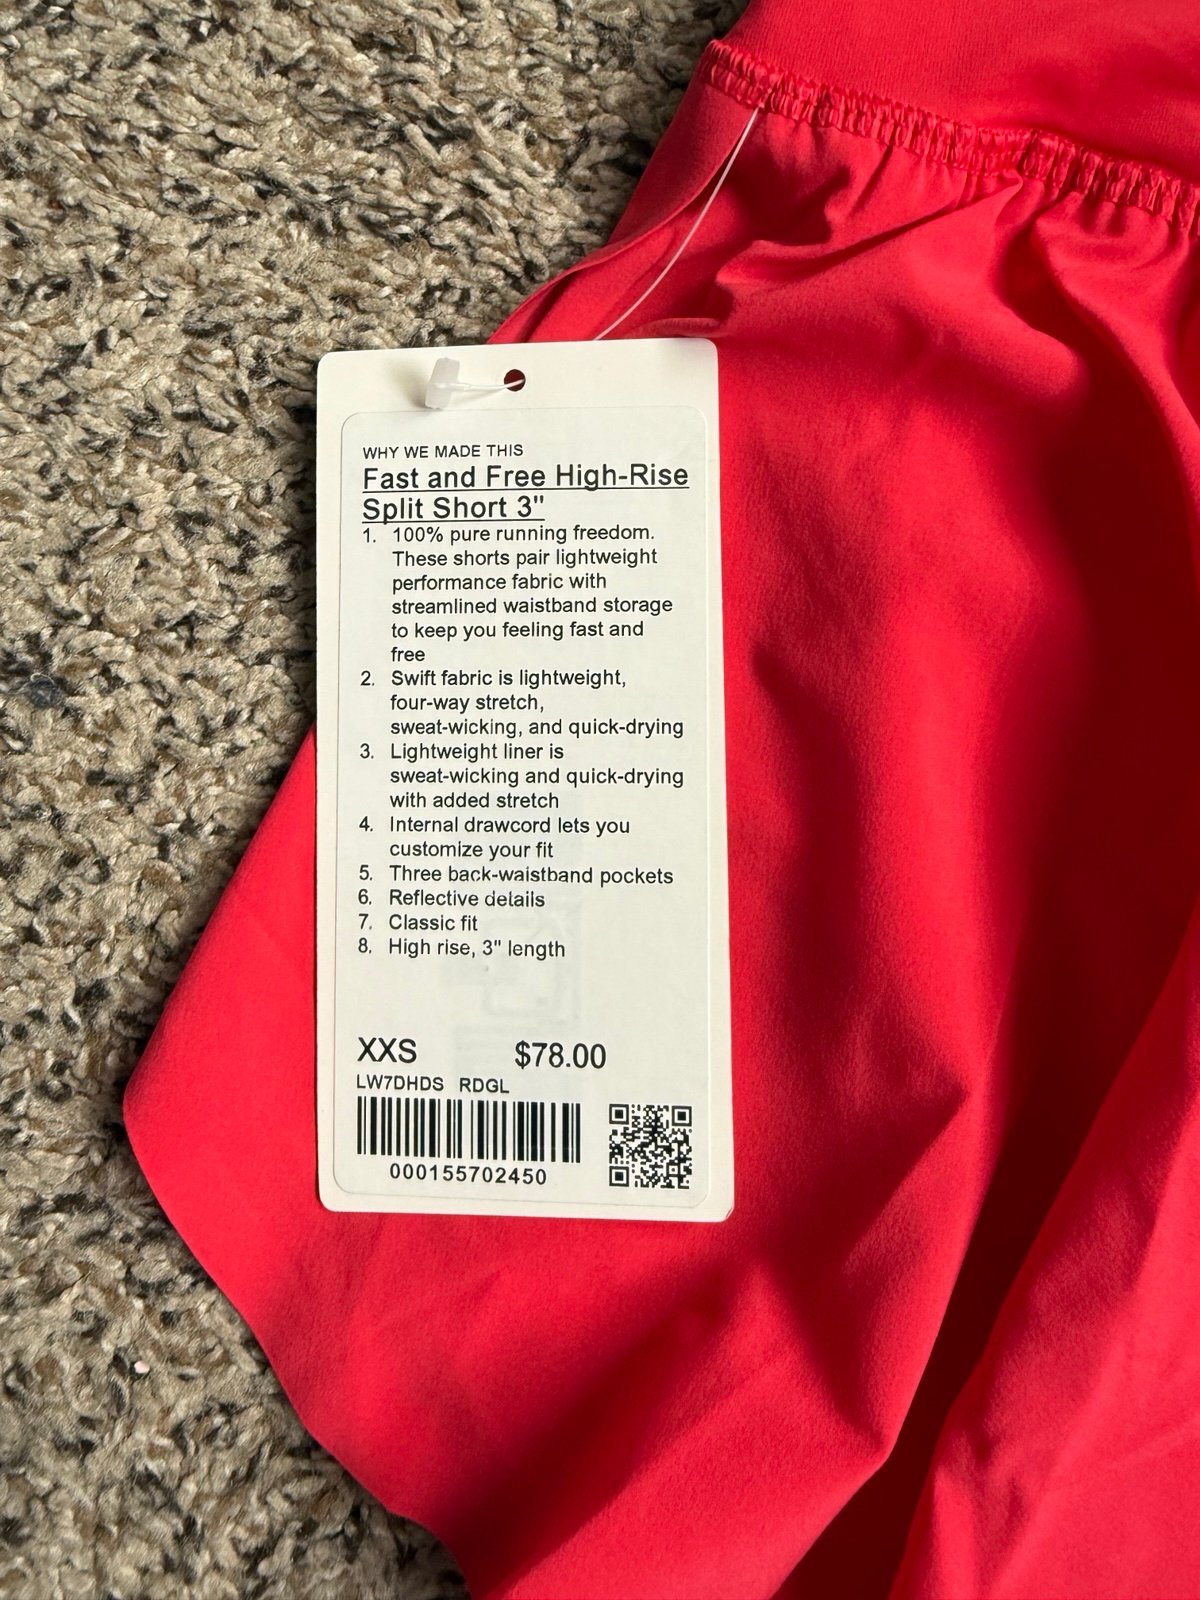 WHY WE MADE THIS
Fast and Free High-Rise
Split Short 3"
1. 100% pure running freedom.
These shorts pair lightweight
performance fabric with
streamlined waistband storage
to keep you feeling fast and
free
2. Swift fabric is lightweight,
four-way stretch,
sweat-wicking, and quick-drying
3. Lightweight liner is
sweat-wicking and quick-drying
with added stretch
4. Internal drawcord lets you
customize your fit
5. Three back-waistband pockets
6. Reflective details
7. Classic fit
8. High rise, 3" length
XXS $78.00
LW7DHDS RDGL
000155702450